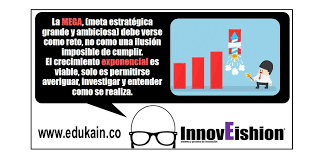 La MEGA, (meta estratégica
grande y ambiciosa) debe verse
como reto, no como una ilusión
imposible de cumplir.
El crecimiento exponencial es
viable, solo es permitirse
averiguar, investigar y entender
como se realiza.
www.edukain.co
InnovEishion